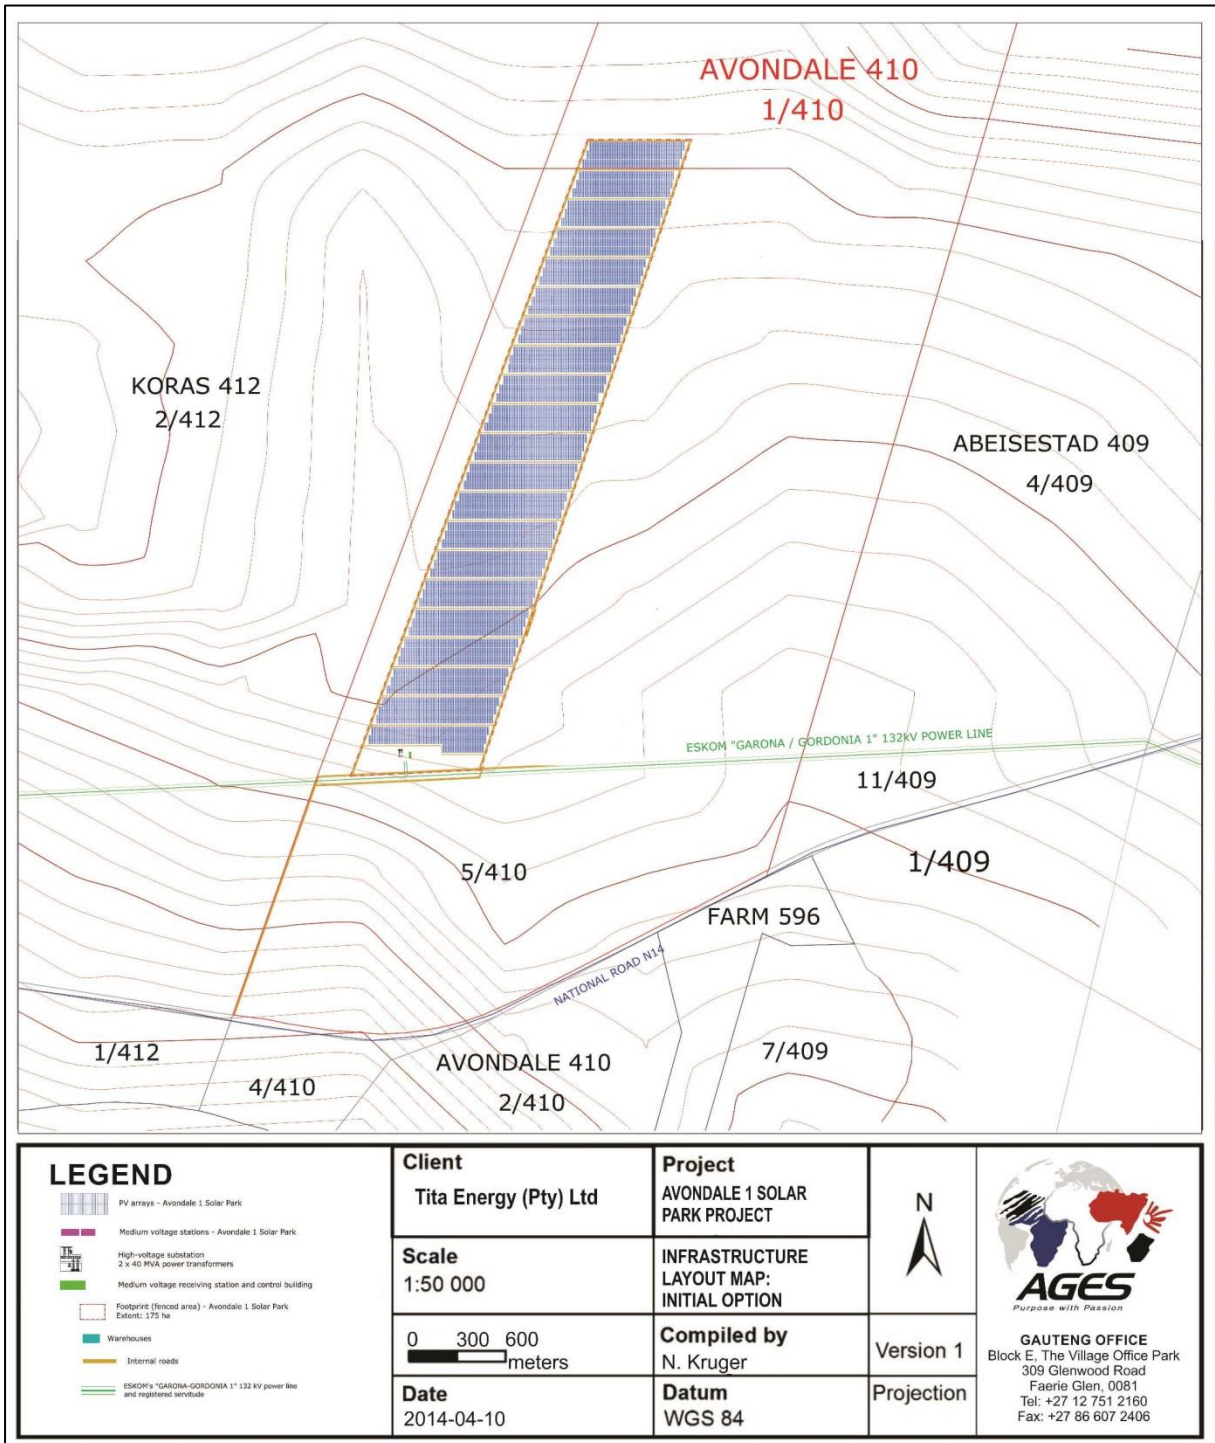 AVONDALE 410
1/410
KORAS 412
2/412
ABEISESTAD 409
4/409
ESKOM "GARONA / GORDONIA 1" 132kV POWER LINE
11/409
5/410
1/409
FARM 596
NATIONAL ROAD N14
1/412
4/410
AVONDALE 410
2/410
7/409
LEGEND
PV arrays - Avondale 1 Solar Park
Medium voltage stations - Avondale 1 Solar Park
High-voltage substation
2 x 40 MVA power transformers
Medium voltage receiving station and control building
Footprint (fenced area) - Avondale 1 Solar Park
Extent: 175 ha
Warehouses
Internal roads
ESKOM's "GARONA-GORDONIA 1" 132 kV power line
and registered servitude
Client
Tita Energy (Pty) Ltd
Scale
1:50 000
0 300 600
meters
Date
2014-04-10
Project
AVONDALE 1 SOLAR
PARK PROJECT
INFRASTRUCTURE
LAYOUT MAP:
INITIAL OPTION
Compiled by
N. Kruger
Datum
WGS 84
N
Version 1
Projection
AGES
Purpose with Passion
GAUTENG OFFICE
Block E, The Village Office Park
309 Glenwood Road
Faerie Glen, 0081
Tel: +27 12 751 2160
Fax: +27 86 607 2406